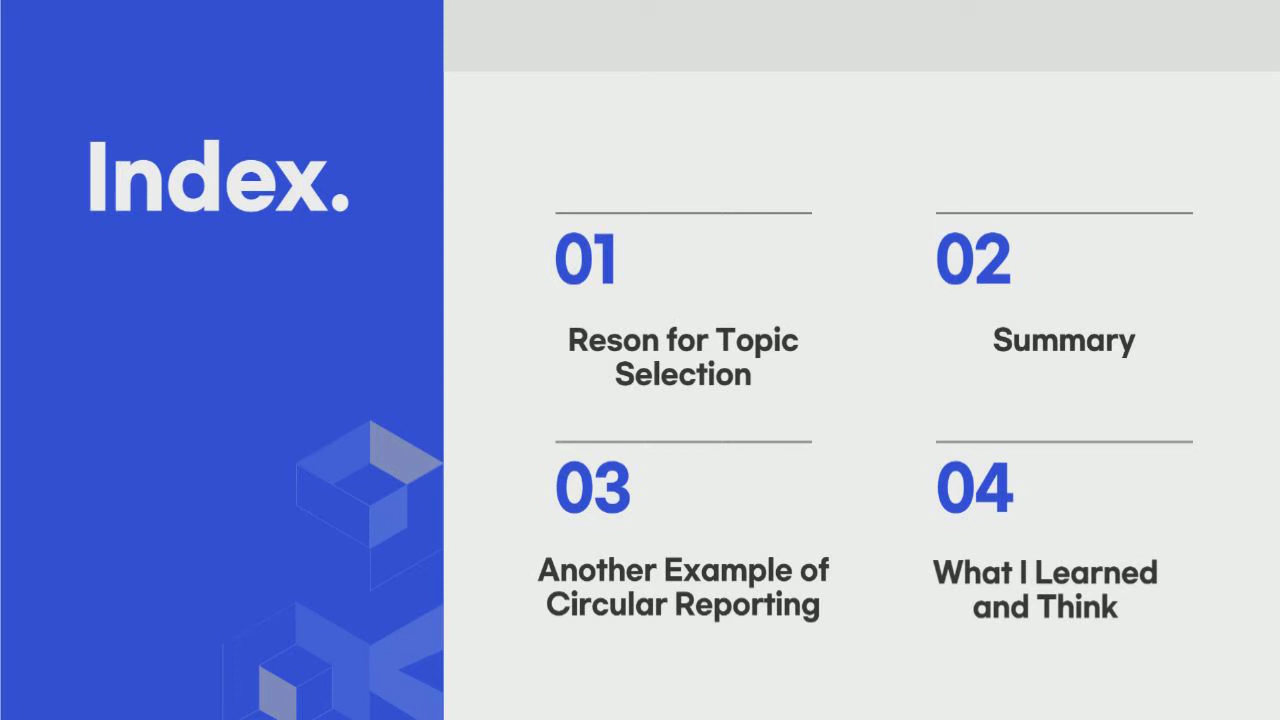 Index.
01
Reson for Topic
Selection
02
Summary
03
Another Example of
Circular Reporting
04
What I Learned
and Think